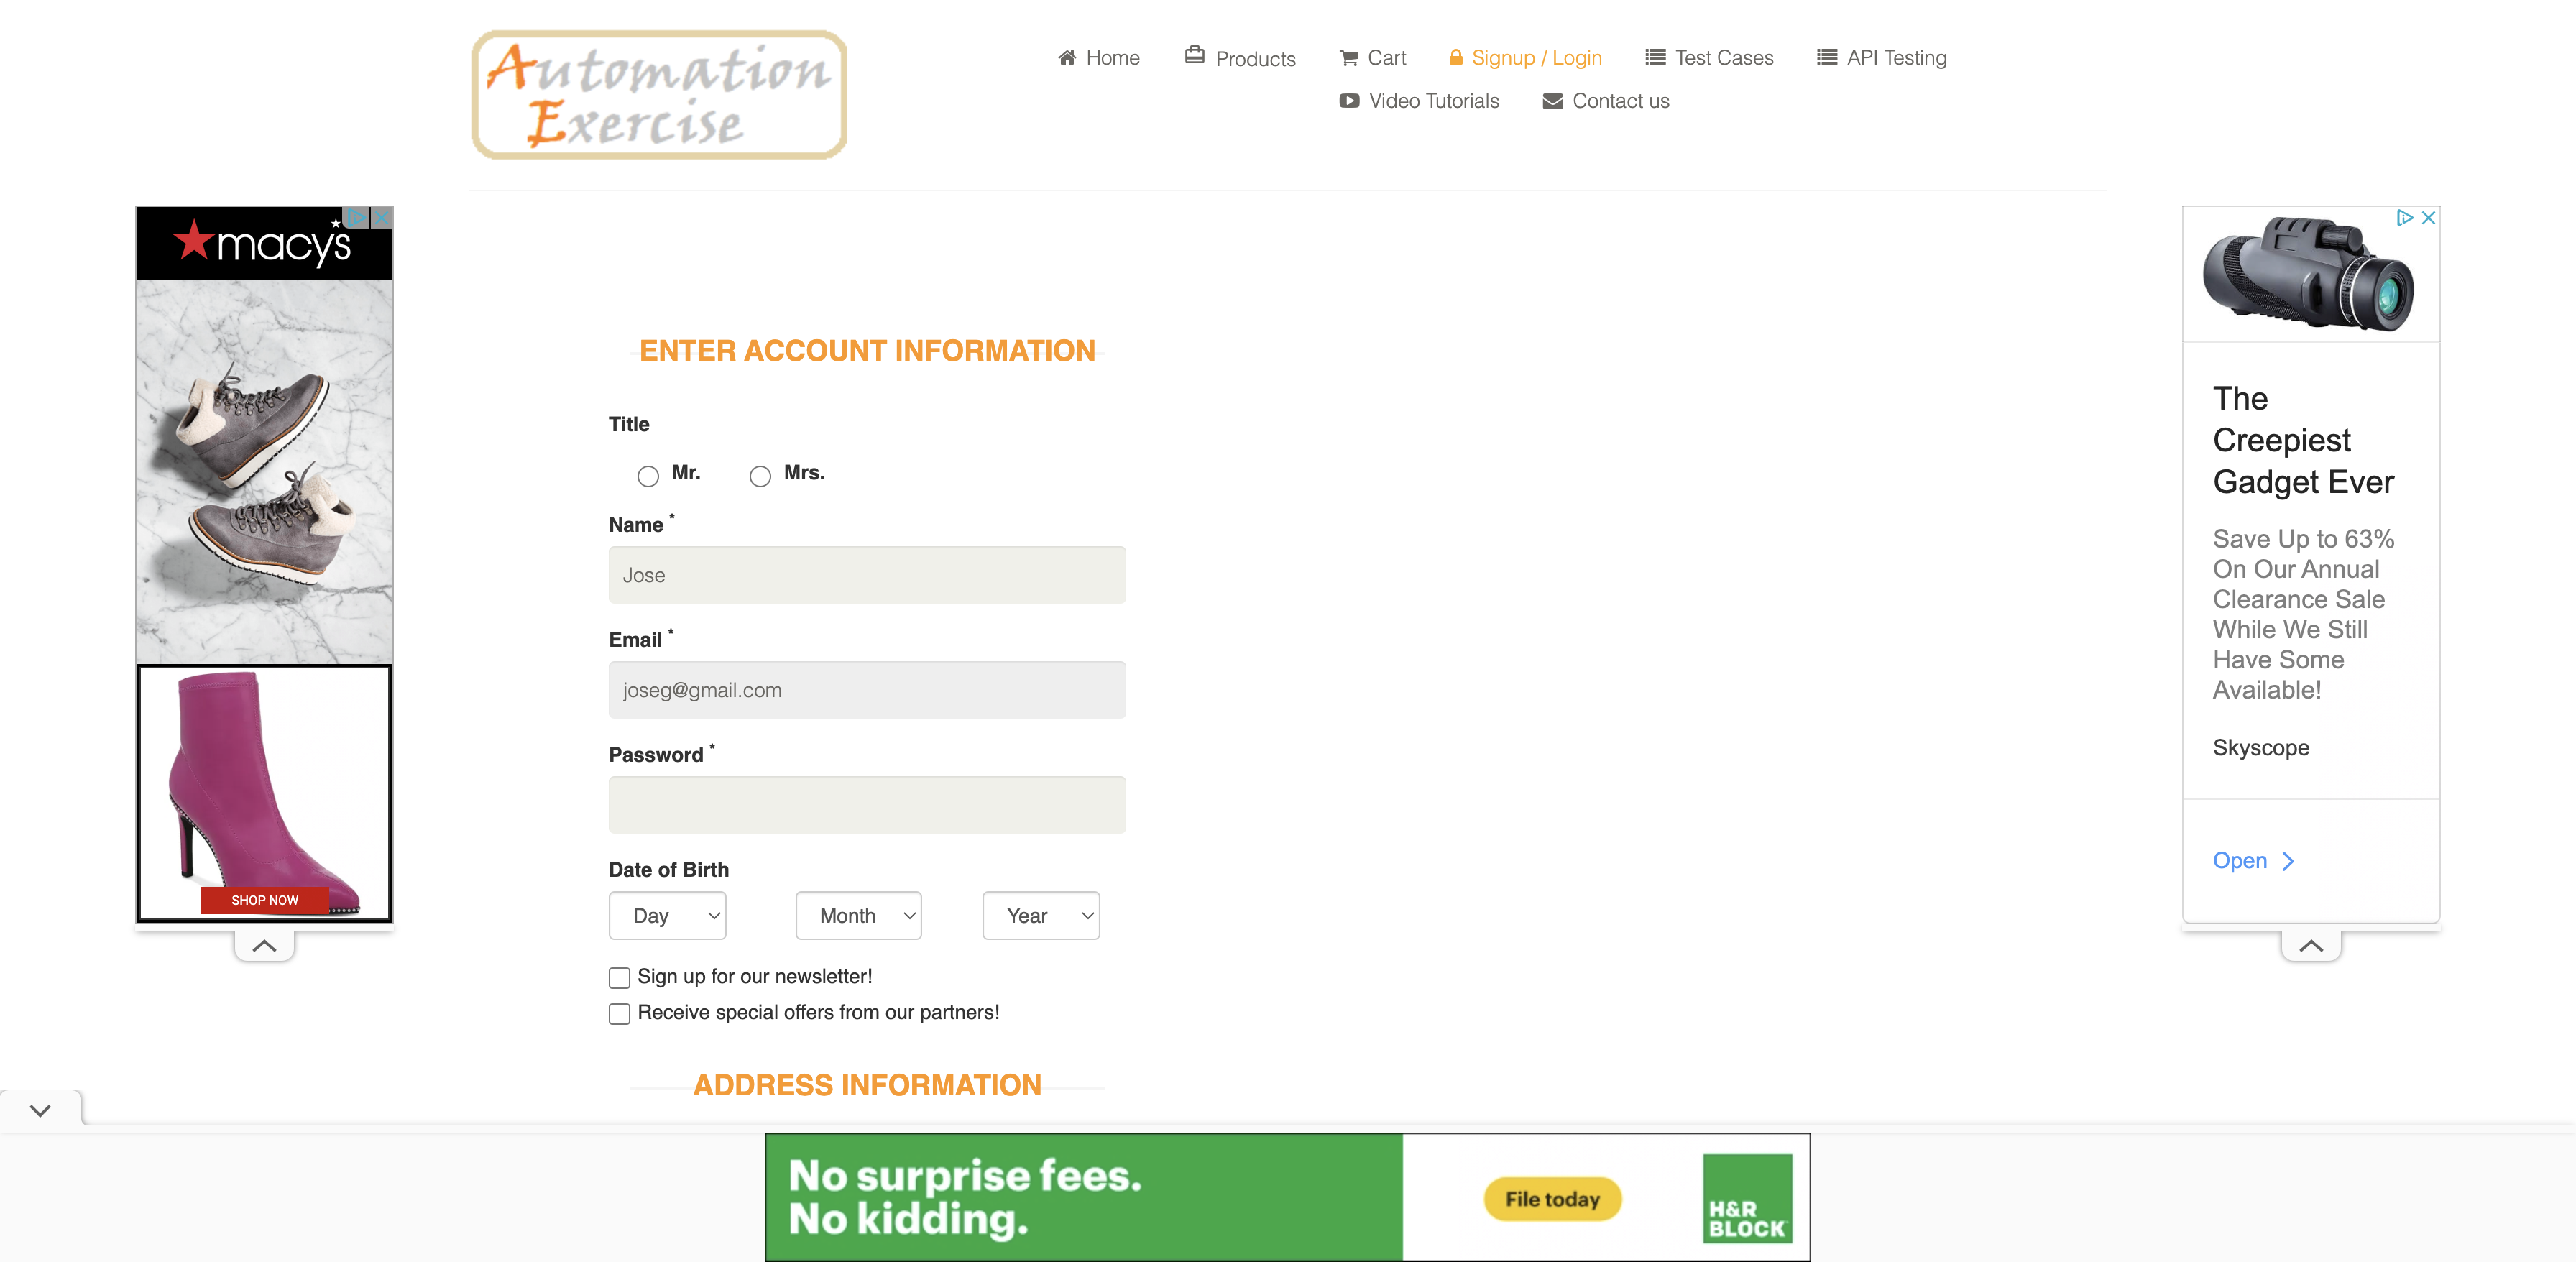 Automation
Exercise
Home
Products
Cart
Signup / Login
Test Cases
API Testing
Video Tutorials
Contact us
macy's
SHOP NOW
ENTER ACCOUNT INFORMATION
Title
Mr.
Mrs.
Name *
Jose
Email *
joseg@gmail.com
Password *
Date of Birth
Day
Month
Year
Sign up for our newsletter!
Receive special offers from our partners!
ADDRESS INFORMATION
The
Creepiest
Gadget Ever
Save Up to 63%
On Our Annual
Clearance Sale
While We Still
Have Some
Available!
Skyscope
Open
No surprise fees.
No kidding.
File today
H&R
BLOCK